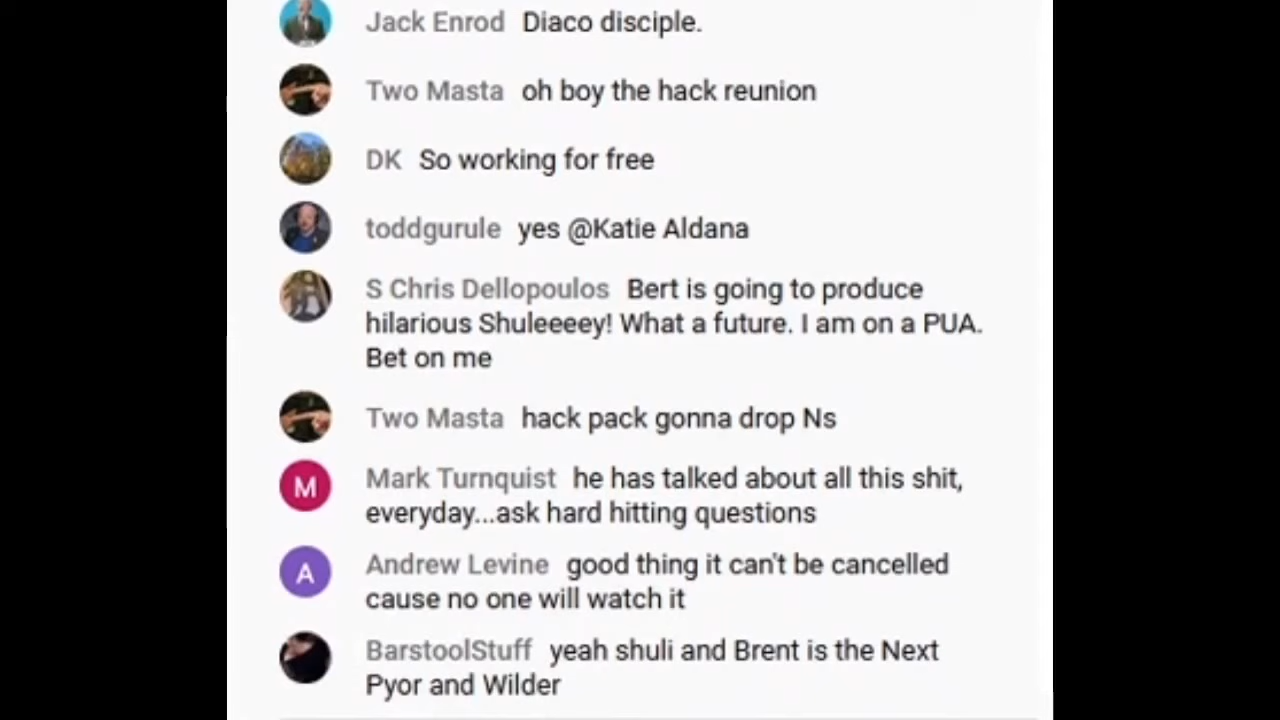 Jack Enrod Diaco disciple.
Two Masta oh boy the hack reunion
DK So working for free
toddgurule yes @Katie Aldana
S Chris Dellopoulos Bert is going to produce
hilarious Shuleeeey! What a future. I am on a PUA.
Bet on me
Two Masta hack pack gonna drop Ns
M Mark Turnquist he has talked about all this shit,
everyday...ask hard hitting questions
A Andrew Levine good thing it can't be cancelled
cause no one will watch it
BarstoolStuff yeah shuli and Brent is the Next
Pyor and Wilder